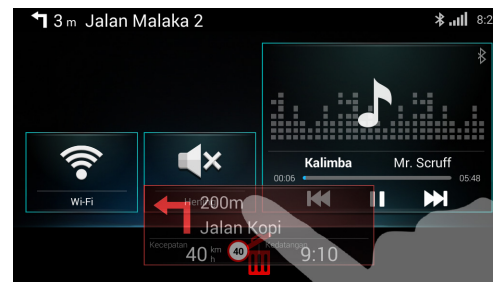 3 m Jalan Malaka 2
8:2
Kalimba Mr. Scruff
00:06 05:48
Wi-Fi
200m
Jalan Kopi
Kecepatan Kedatangan
40 km h 40 9:10